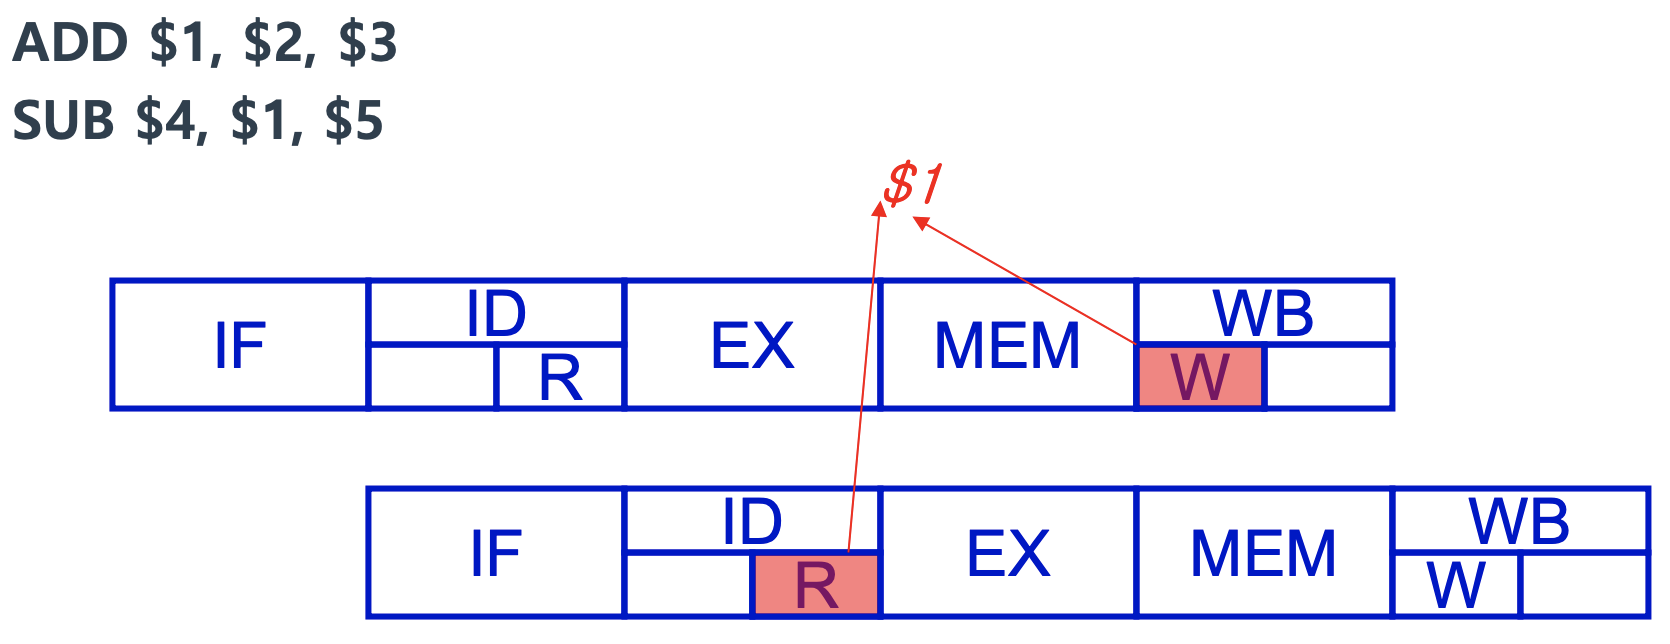 ADD $1, $2, $3
SUB $4, $1, $5
$1
IF ID EX MEM WB
R W
IF ID EX MEM WB
R W